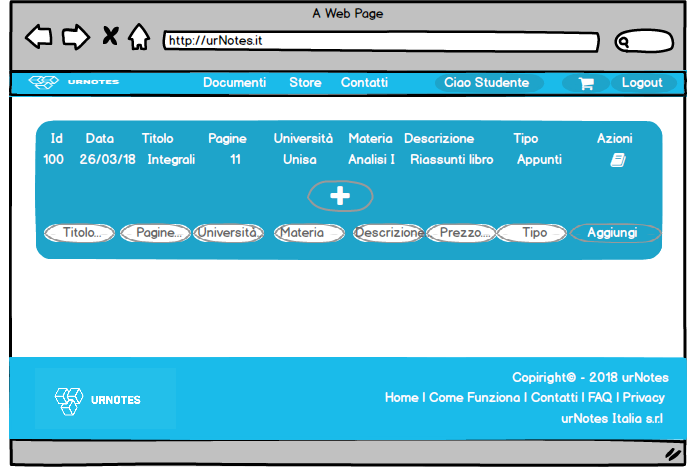 A Web Page
http://urNotes.it
URNOTES Documenti Store Contatti Ciao Studente Logout
Id Data Titolo Pagine Università Materia Descrizione Tipo Azioni
100 26/03/18 Integrali 11 Unisa Analisi I Riassunti libro Appunti
Titolo... Pagine... Università.. Materia Descrizione Prezzo.... Tipo Aggiungi
Copiright© - 2018 urNotes
URNOTES
Home | Come Funziona | Contatti | FAQ | Privacy
urNotes Italia s.r.l